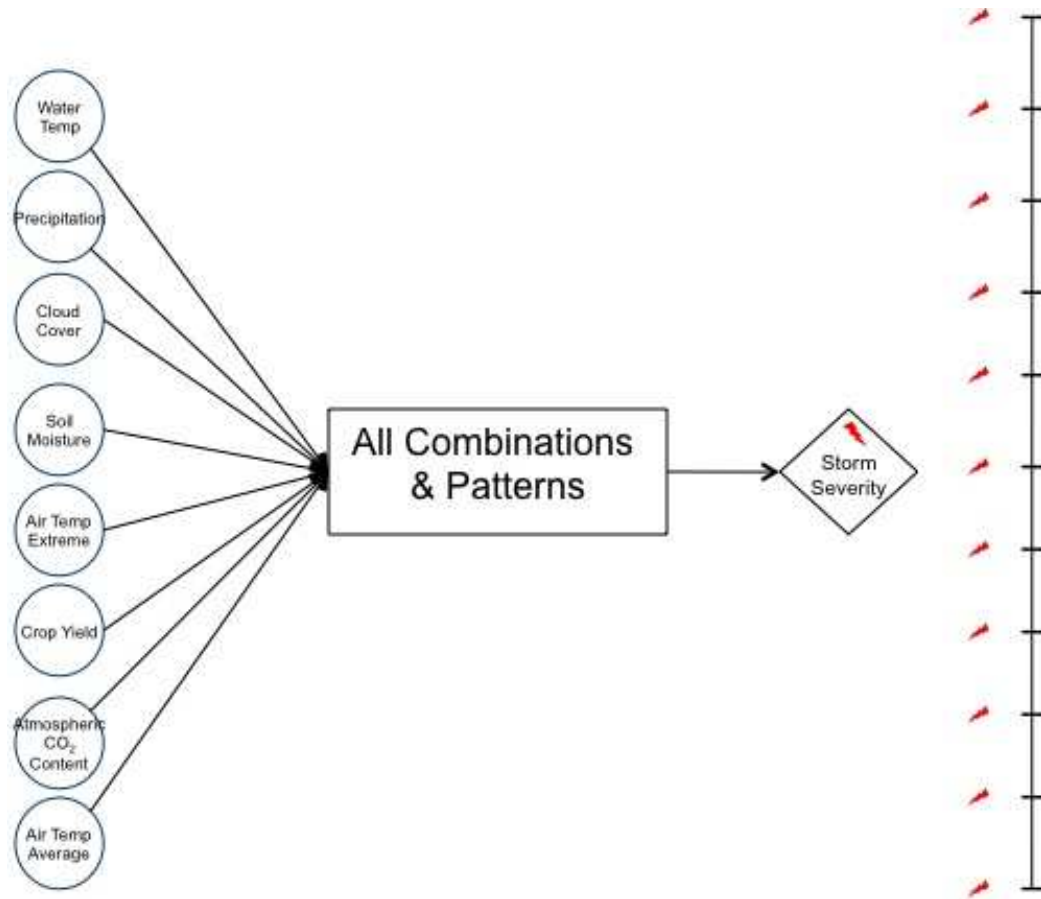 Water
Temp
Precipitation
Cloud
Cover
Soil
Moisture
Air Temp
Extreme
Crop Yield
Atmospheric
CO₂
Content
Air Temp
Average
All Combinations
& Patterns
Storm
Severity